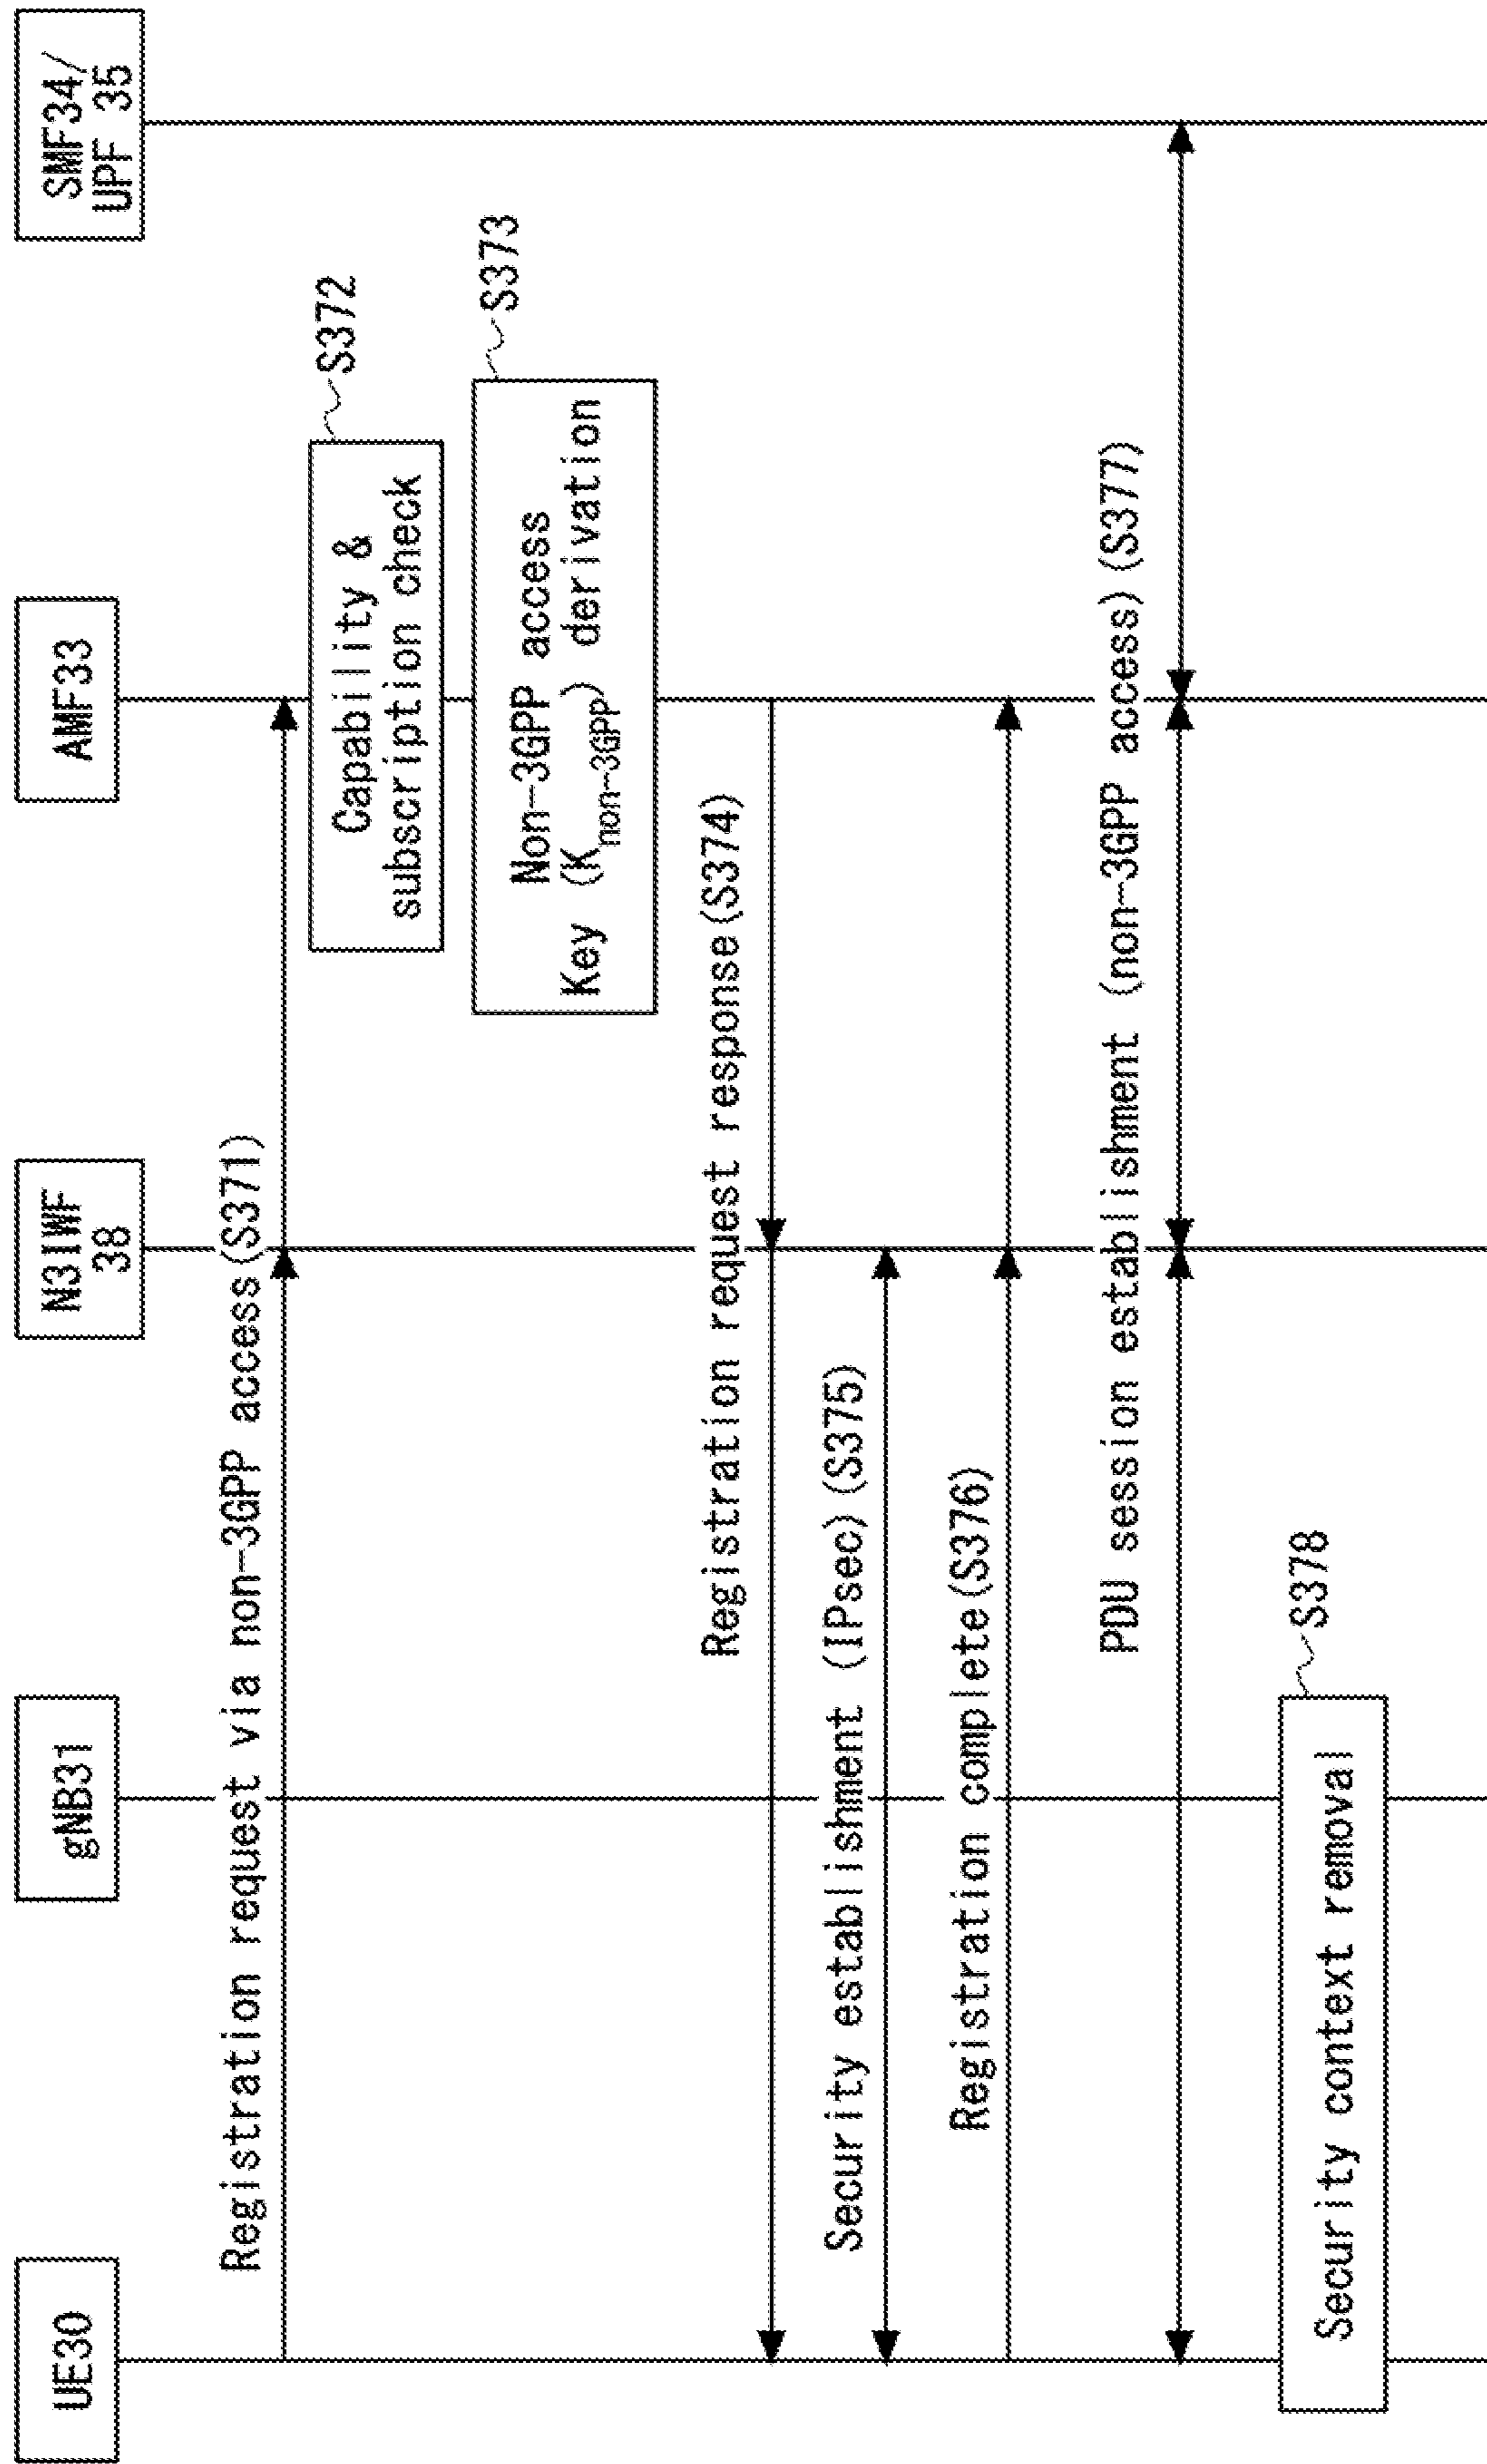 UE30
gNB31
N3IWF
38
AMF33
SMF34/
UPF 35
Registration request via non-3GPP access(S371)
Capability &
subscription check
S372
Non-3GPP access
Key (Knon-3GPP) derivation
S373
Registration request response(S374)
Security establishment (IPsec)(S375)
Registration complete(S376)
PDU session establishment (non-3GPP access)(S377)
Security context removal
S378